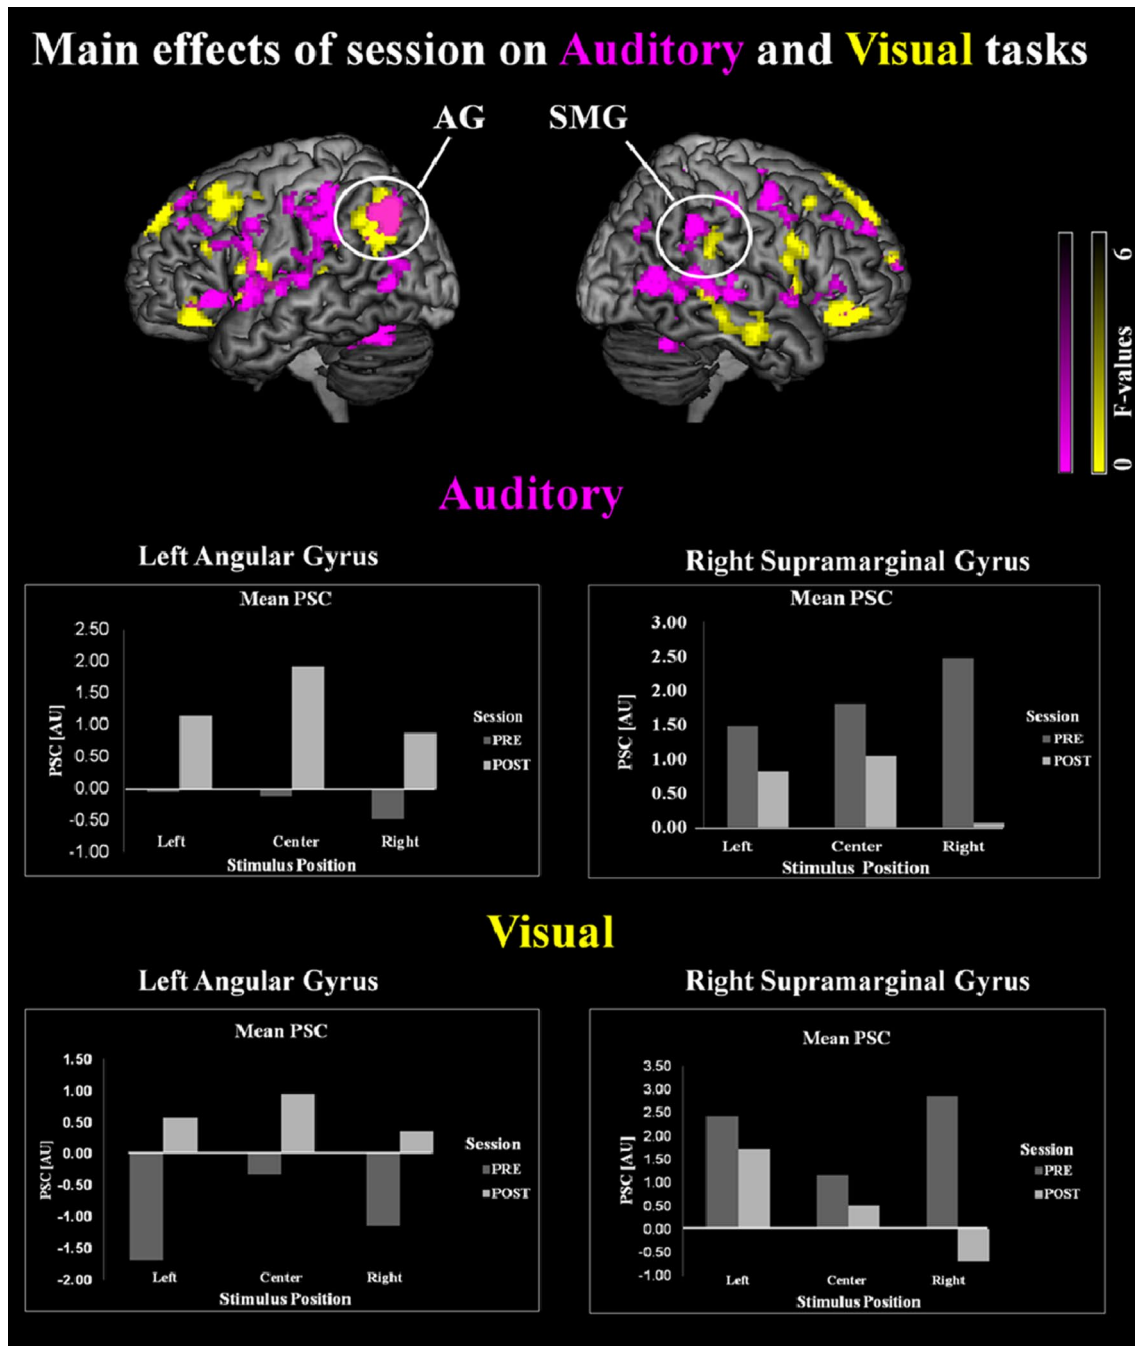 Main effects of session on Auditory and Visual tasks
AG
SMG
6
F-values
0
Auditory
Left Angular Gyrus
Mean PSC
2.50
2.00
1.50
1.00
0.50
0.00
-0.50
-1.00
PSC [AU]
Left
Center
Right
Stimulus Position
Session
PRE
POST
Right Supramarginal Gyrus
Mean PSC
3.00
2.50
2.00
1.50
1.00
0.50
0.00
PSC [AU]
Left
Center
Right
Stimulus Position
Session
PRE
POST
Visual
Left Angular Gyrus
Mean PSC
1.50
1.00
0.50
0.00
-0.50
-1.00
-1.50
-2.00
PSC [AU]
Left
Center
Right
Stimulus Position
Session
PRE
POST
Right Supramarginal Gyrus
Mean PSC
3.50
3.00
2.50
2.00
1.50
1.00
0.50
0.00
-0.50
-1.00
PSC [AU]
Left
Center
Right
Stimulus Position
Session
PRE
POST